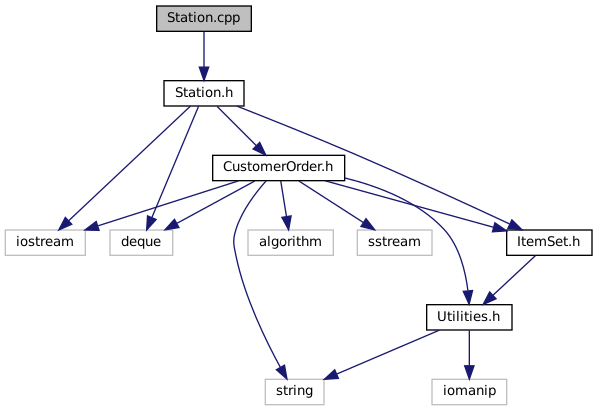 Station.cpp
Station.h
CustomerOrder.h
iostream
deque
algorithm
sstream
ItemSet.h
Utilities.h
string
iomanip